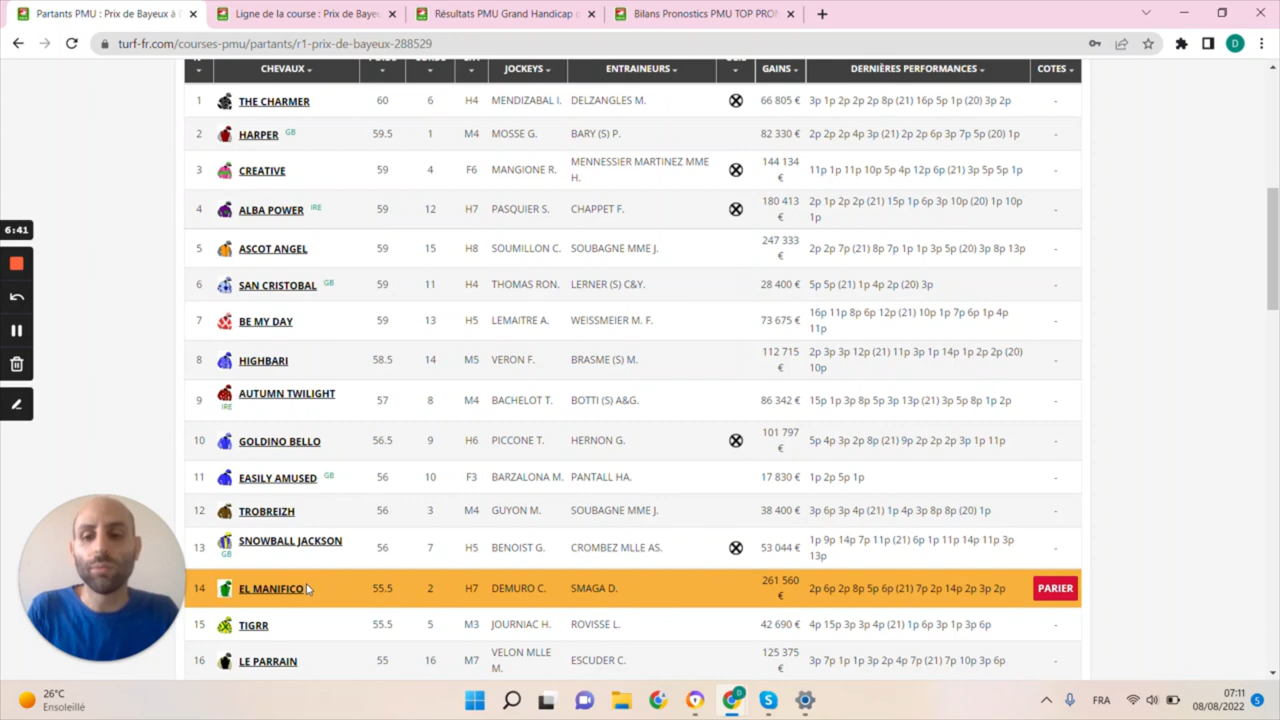 Partants PMU : Prix de Bayeux à
Ligne de la course : Prix de Baye
Résultats PMU Grand Handicap
Bilans Pronostics PMU TOP PRO
turf-fr.com/courses-pmu/partants/r1-prix-de-bayeux-288529
D
CHEVAUX JOCKEYS ENTRAINEURS GAINS DERNIÈRES PERFORMANCES COTES
1 THE CHARMER 60 6 H4 MENDIZABAL I. DELZANGLES M. 66 805 € 3p 1p 2p 2p 2p 8p (21) 16p 5p 1p (20) 3p 2p -
2 HARPER GB 59.5 1 M4 MOSSE G. BARY (S) P. 82 330 € 2p 2p 2p 4p 3p (21) 2p 2p 6p 3p 7p 5p (20) 1p -
3 CREATIVE 59 4 F6 MANGIONE R. MENNESSIER MARTINEZ MME H. 144 134 € 11p 1p 11p 10p 5p 4p 12p 6p (21) 3p 5p 5p 1p -
4 ALBA POWER IRE 59 12 H7 PASQUIER S. CHAPPET F. 180 413 € 2p 1p 2p 2p (21) 15p 1p 6p 3p 10p (20) 1p 10p 1p -
5 ASCOT ANGEL 59 15 H8 SOUMILLON C. SOUBAGNE MME J. 247 333 € 2p 2p 7p (21) 8p 7p 1p 1p 3p 5p (20) 3p 8p 13p -
6 SAN CRISTOBAL GB 59 11 H4 THOMAS RON. LERNER (S) C&Y. 28 400 € 5p 5p (21) 1p 4p 2p (20) 3p -
7 BE MY DAY 59 13 H5 LEMAITRE A. WEISSMEIER M. F. 73 675 € 16p 11p 8p 6p 12p (21) 10p 1p 7p 6p 1p 4p 11p -
8 HIGHBARI 58.5 14 M5 VERON F. BRASME (S) M. 112 715 € 2p 3p 3p 12p (21) 11p 3p 1p 14p 1p 2p 2p (20) 10p -
9 AUTUMN TWILIGHT IRE 57 8 M4 BACHELOT T. BOTTI (S) A&G. 86 342 € 15p 1p 3p 8p 5p 3p 13p (21) 3p 5p 8p 1p 2p -
10 GOLDINO BELLO 56.5 9 H6 PICCONE T. HERNON G. 101 797 € 5p 4p 3p 2p 8p (21) 9p 2p 2p 2p 3p 1p 11p -
11 EASILY AMUSED GB 56 10 F3 BARZALONA M. PANTALL HA. 17 830 € 1p 2p 5p 1p -
12 TROBREIZH 56 3 M4 GUYON M. SOUBAGNE MME J. 38 400 € 3p 6p 3p 4p (21) 1p 4p 3p 8p 8p (20) 1p -
13 SNOWBALL JACKSON GB 56 7 H5 BENOIST G. CROMBEZ MLLE AS. 53 044 € 1p 9p 14p 7p 11p (21) 6p 1p 11p 14p 11p 3p 13p -
14 EL MANIFICO 55.5 2 H7 DEMURO C. SMAGA D. 261 560 € 2p 6p 2p 8p 5p 6p (21) 7p 2p 14p 2p 3p 2p PARIER
15 TIGRR 55.5 5 M3 JOURNIAC H. ROVISSE L. 42 690 € 4p 15p 3p 3p 4p (21) 1p 6p 3p 1p 3p 6p -
16 LE PARRAIN 55 16 M7 VELON MLLE M. ESCUDER C. 125 375 € 3p 7p 1p 1p 3p 2p 4p 7p (21) 7p 10p 3p 6p -
6:41
26°C
Ensoleillé
D
FRA
07:11
08/08/2022
5